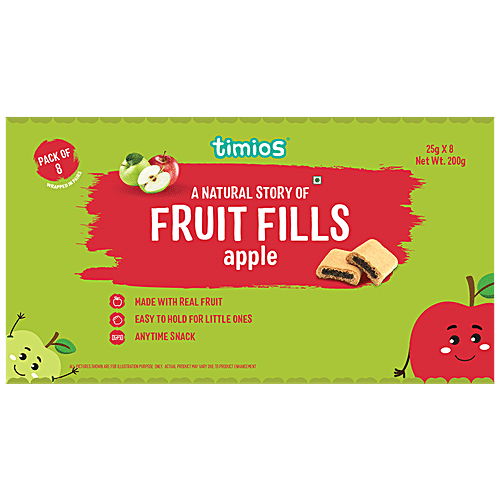 timios
PACK OF
8
WRAPPED IN PAIRS
25g X 8
Net Wt. 200g
A NATURAL STORY OF
FRUIT FILLS
apple
MADE WITH REAL FRUIT
EASY TO HOLD FOR LITTLE ONES
ANYTIME SNACK
ALL PICTURES SHOWN ARE FOR ILLUSTRATION PURPOSE ONLY. ACTUAL PRODUCT MAY VARY DUE TO PRODUCT ENHANCEMENT